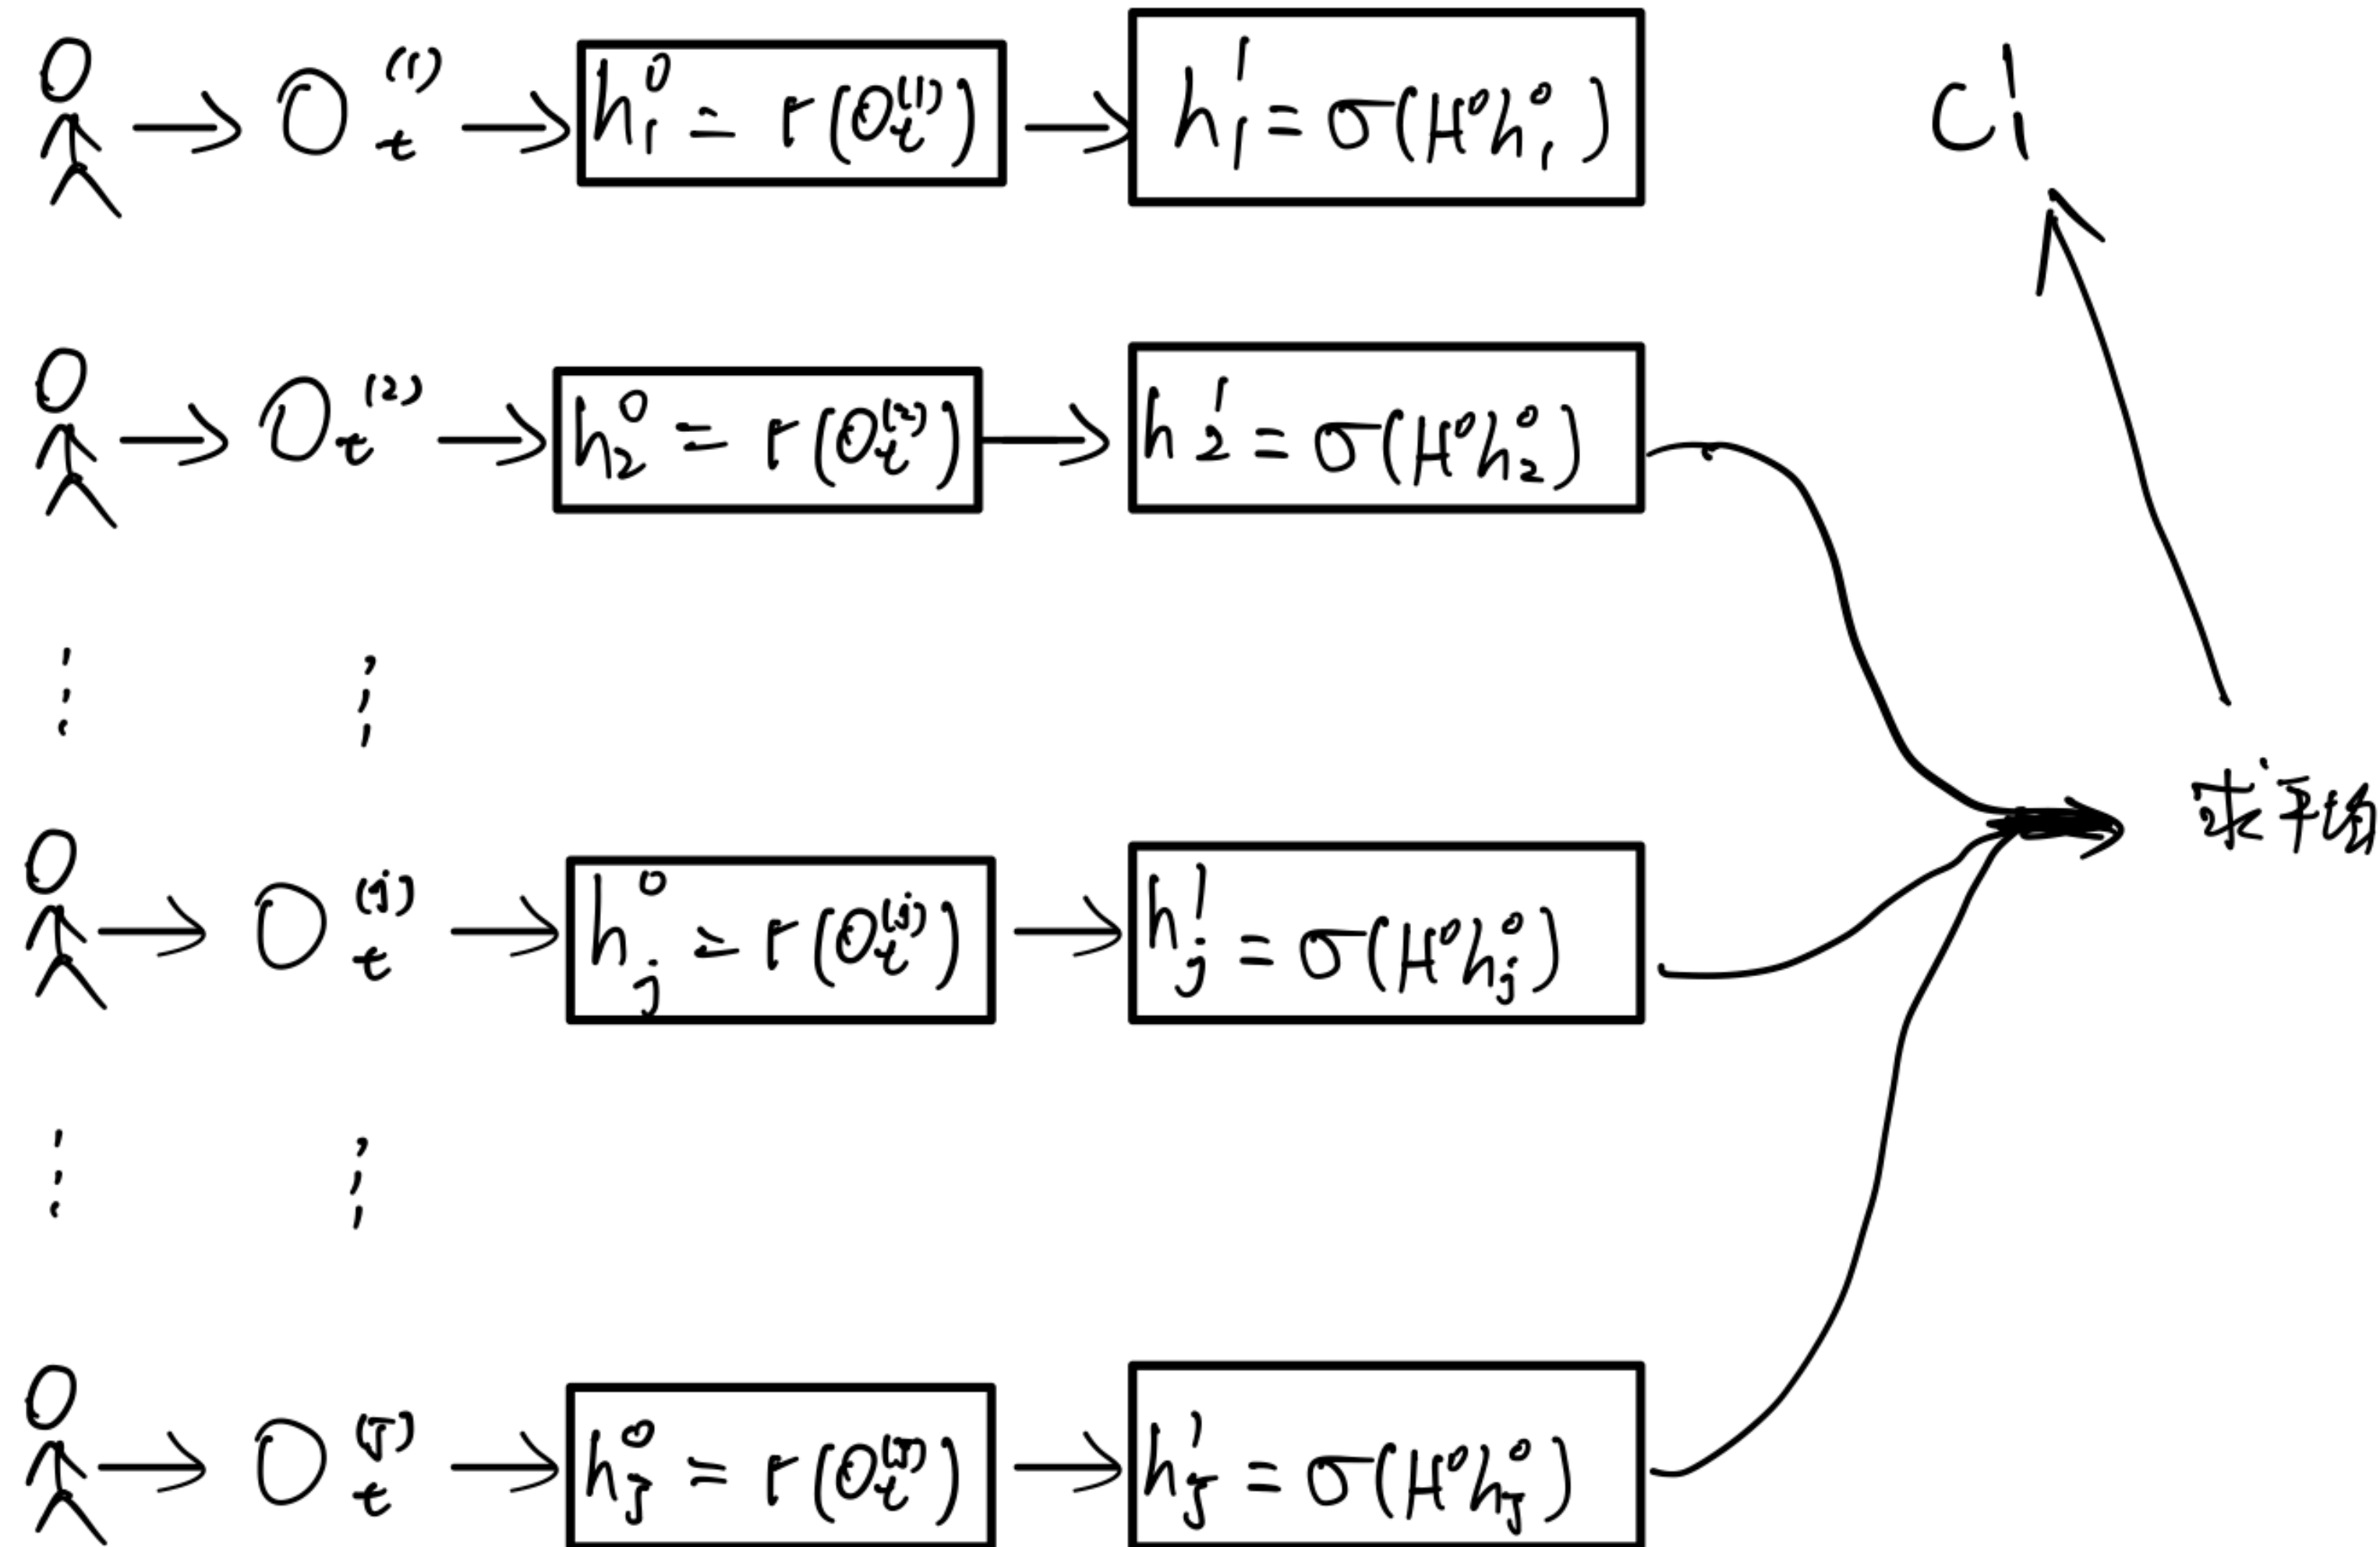 O_t^{(1)} → h_1^0 = r(O_t^{(1)}) → h_1^1 = σ(H^0 h_1^0) C_1^1
O_t^{(2)} → h_2^0 = r(O_t^{(2)}) → h_2^1 = σ(H^0 h_2^0)
求平均
O_t^{(j)} → h_j^0 = r(O_t^{(j)}) → h_j^1 = σ(H^0 h_j^0)
O_t^{(J)} → h_J^0 = r(O_t^{(J)}) → h_J^1 = σ(H^0 h_J^0)